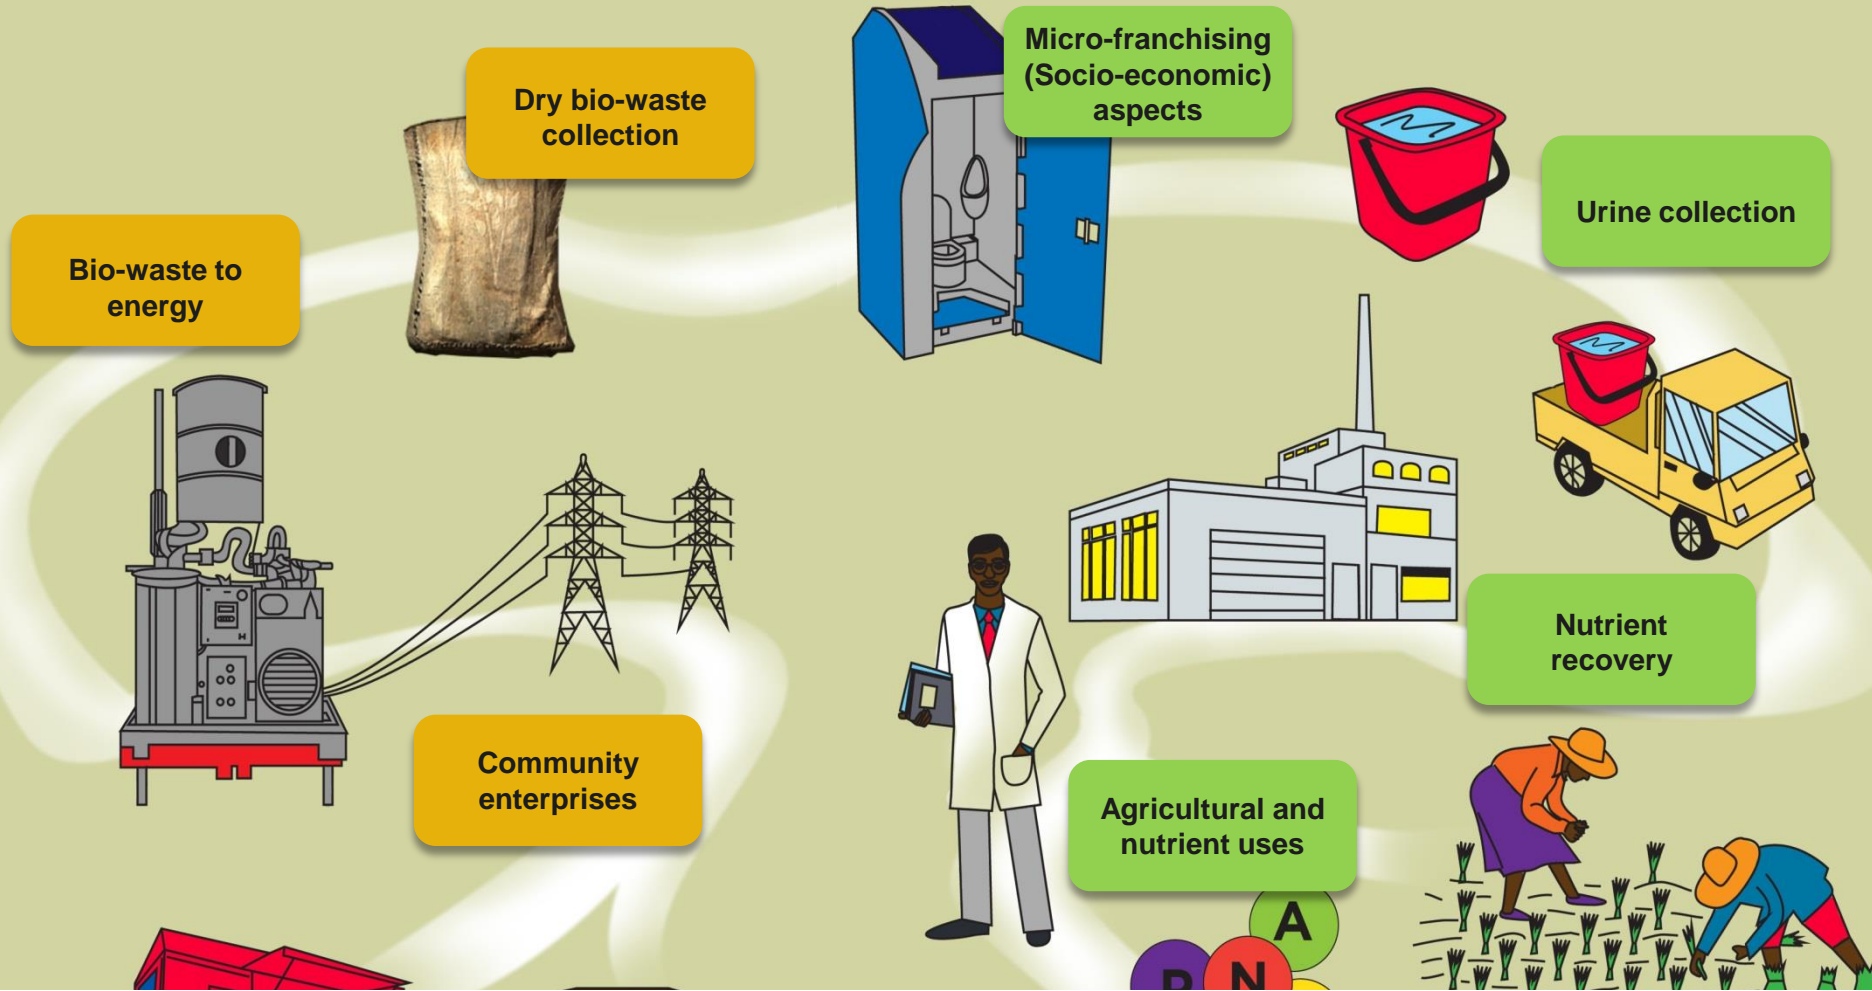 Micro-franchising
(Socio-economic)
aspects
Dry bio-waste
collection
Urine collection
Bio-waste to
energy
Nutrient
recovery
Community
enterprises
Agricultural and
nutrient uses
A
P N